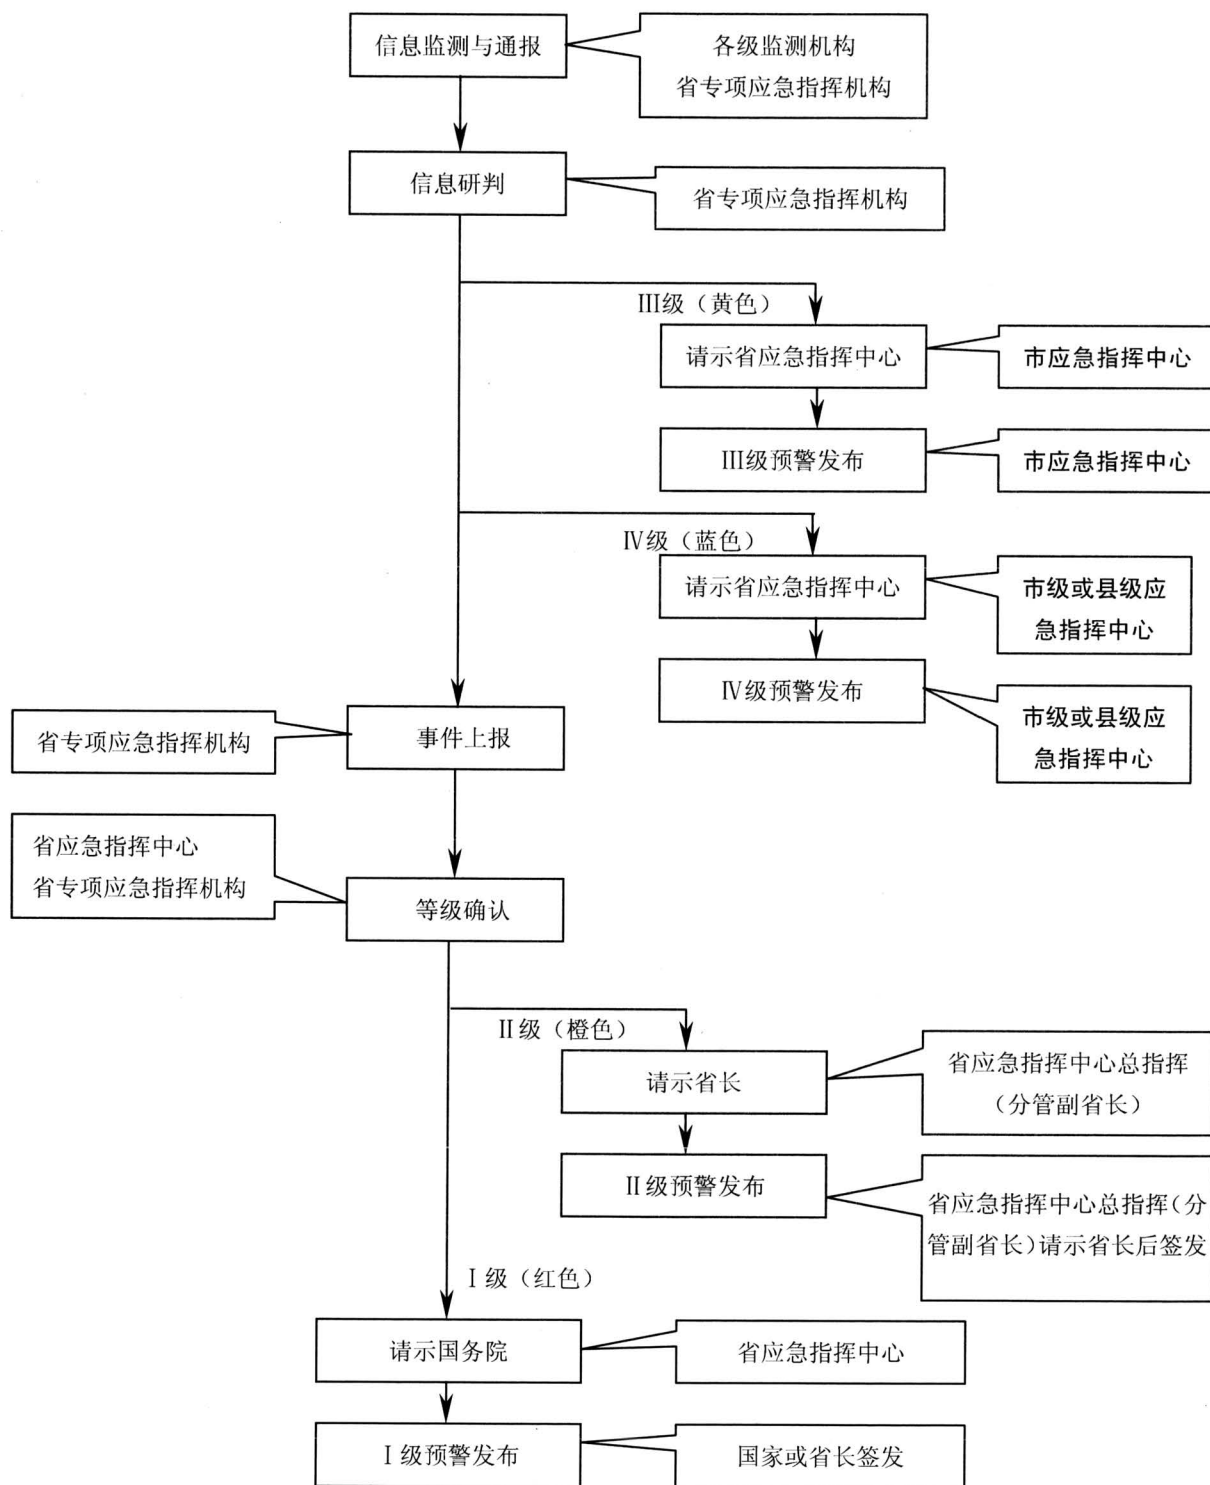 信息监测与通报
各级监测机构
省专项应急指挥机构
信息研判
省专项应急指挥机构
III级（黄色）
请示省应急指挥中心
市应急指挥中心
III级预警发布
市应急指挥中心
IV级（蓝色）
请示省应急指挥中心
市级或县级应
急指挥中心
IV级预警发布
市级或县级应
急指挥中心
省专项应急指挥机构
事件上报
省应急指挥中心
省专项应急指挥机构
等级确认
II级（橙色）
请示省长
省应急指挥中心总指挥
（分管副省长）
II级预警发布
省应急指挥中心总指挥（分
管副省长）请示省长后签发
I级（红色）
请示国务院
省应急指挥中心
I级预警发布
国家或省长签发